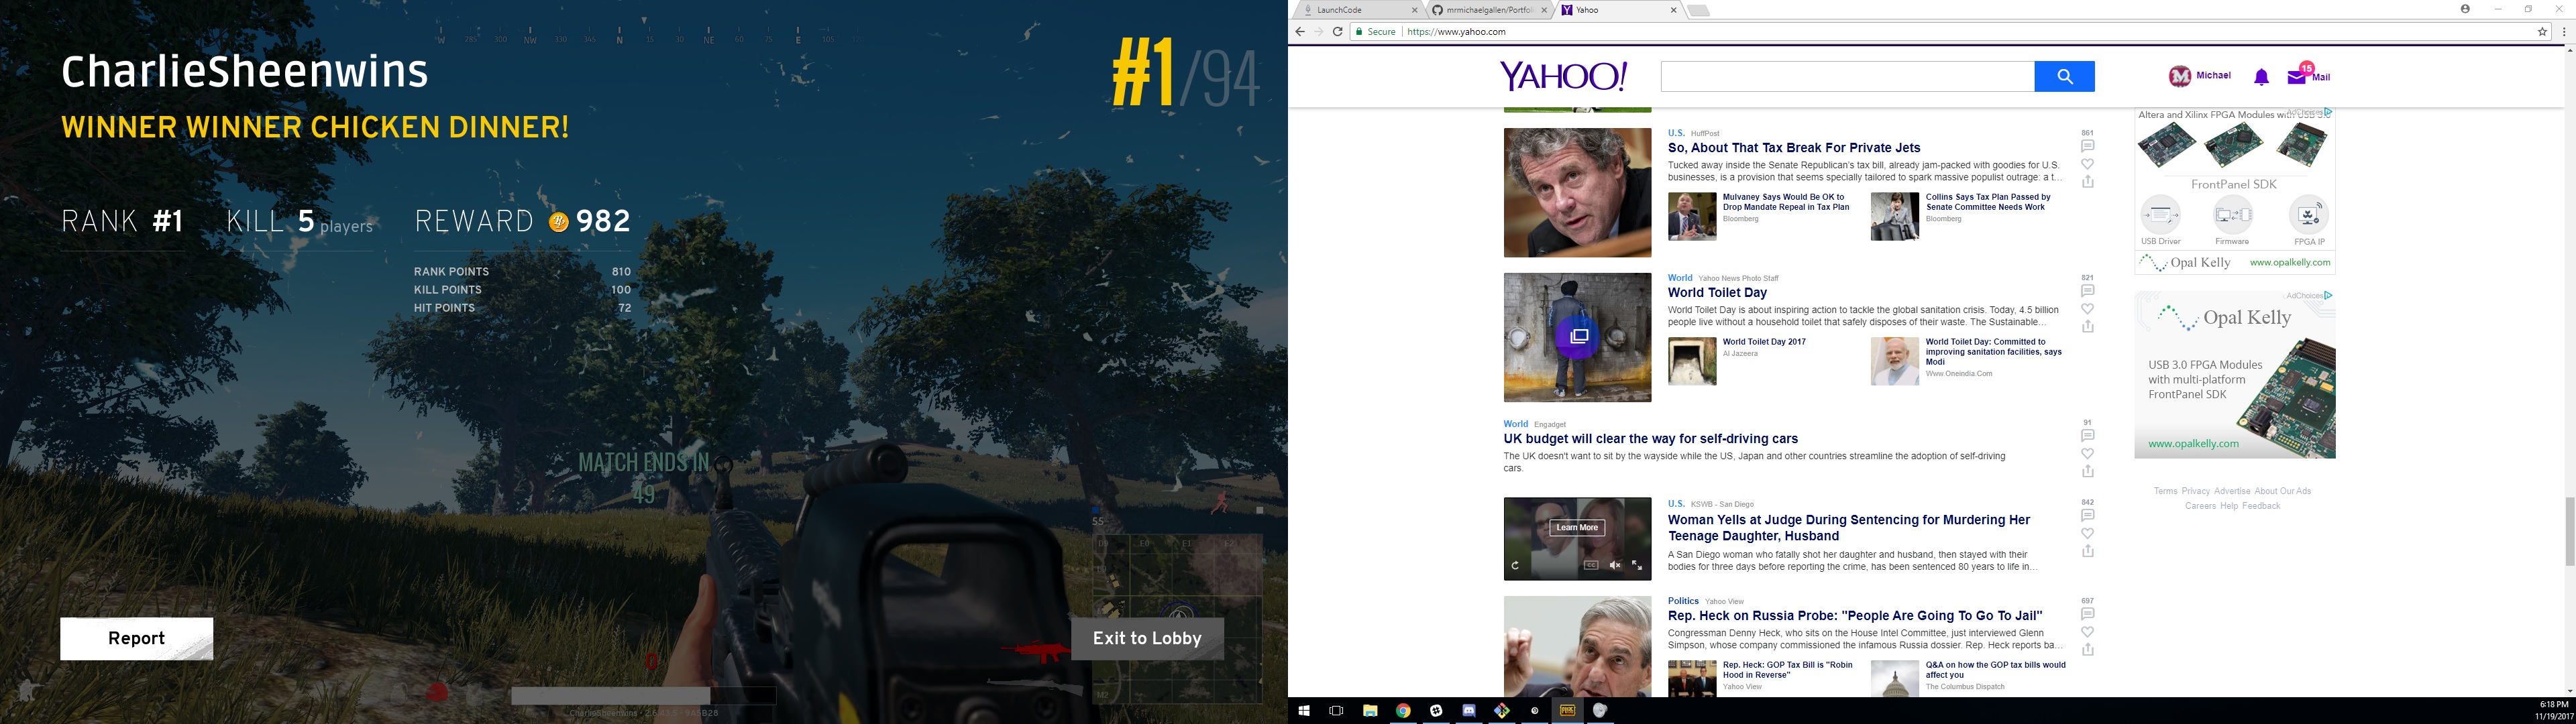 W 285 300 NW 330 345 N 15 30 NE 60 75 E 105
CharlieSheenwins
#1/94
WINNER WINNER CHICKEN DINNER!
RANK #1 KILL 5 players REWARD 982
RANK POINTS 810
KILL POINTS 100
HIT POINTS 72
MATCH ENDS IN
49
55
Report
Exit to Lobby
LaunchCode
mrmichaelgallen/Portfoli
Yahoo
Secure https://www.yahoo.com
YAHOO!
Michael
15
Mail
U.S. HuffPost
861
So, About That Tax Break For Private Jets
Tucked away inside the Senate Republican's tax bill, already jam-packed with goodies for U.S.
businesses, is a provision that seems specially tailored to spark massive populist outrage: a t...
Mulvaney Says Would Be OK to
Drop Mandate Repeal in Tax Plan
Bloomberg
Collins Says Tax Plan Passed by
Senate Committee Needs Work
Bloomberg
World Yahoo News Photo Staff
821
World Toilet Day
World Toilet Day is about inspiring action to tackle the global sanitation crisis. Today, 4.5 billion
people live without a household toilet that safely disposes of their waste. The Sustainable...
World Toilet Day 2017
Al Jazeera
World Toilet Day: Committed to
improving sanitation facilities, says
Modi
Www.Oneindia.Com
World Engadget
91
UK budget will clear the way for self-driving cars
The UK doesn't want to sit by the wayside while the US, Japan and other countries streamline the adoption of self-driving
cars.
U.S. KSWB - San Diego
842
Learn More
CC
Woman Yells at Judge During Sentencing for Murdering Her
Teenage Daughter, Husband
A San Diego woman who fatally shot her daughter and husband, then stayed with their
bodies for three days before reporting the crime, has been sentenced 80 years to life in...
Politics Yahoo View
697
Rep. Heck on Russia Probe: "People Are Going To Go To Jail"
Congressman Denny Heck, who sits on the House Intel Committee, just interviewed Glenn
Simpson, whose company commissioned the infamous Russia dossier. Rep. Heck reports ba...
Rep. Heck: GOP Tax Bill is "Robin
Hood in Reverse"
Yahoo View
Q&A on how the GOP tax bills would
affect you
The Columbus Dispatch
AdChoices
Altera and Xilinx FPGA Modules with USB 3.0
FrontPanel SDK
USB Driver Firmware FPGA IP
Opal Kelly www.opalkelly.com
AdChoices
Opal Kelly
USB 3.0 FPGA Modules
with multi-platform
FrontPanel SDK
www.opalkelly.com
Terms Privacy Advertise About Our Ads
Careers Help Feedback
6:18 PM
11/19/201